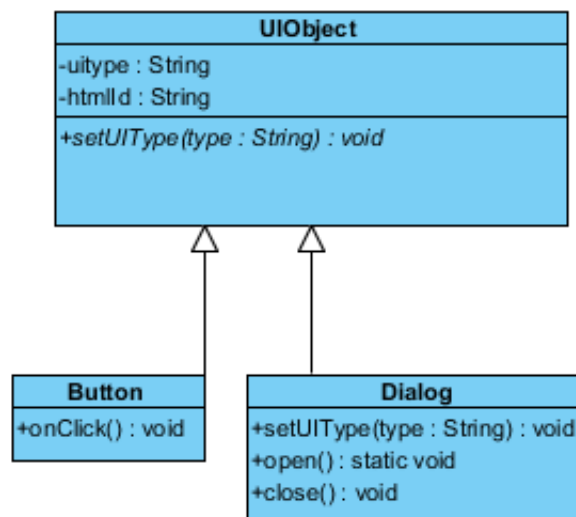 UIObject
-uitype : String
-htmlId : String
+setUIType(type : String) : void
Button
+onClick() : void
Dialog
+setUIType(type : String) : void
+open() : static void
+close() : void